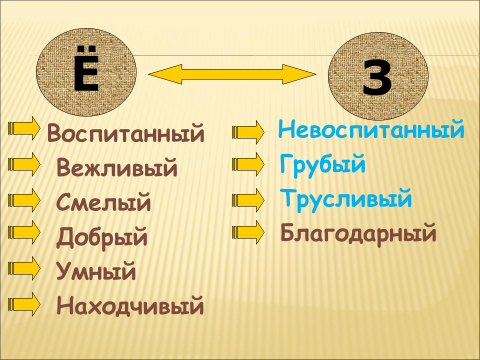 Ё
З
Воспитанный
Вежливый
Смелый
Добрый
Умный
Находчивый
Невоспитанный
Грубый
Трусливый
Благодарный